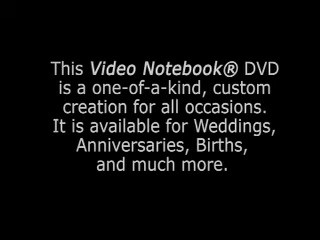 This Video Notebook® DVD
is a one-of-a-kind, custom
creation for all occasions.
It is available for Weddings,
Anniversaries, Births,
and much more.